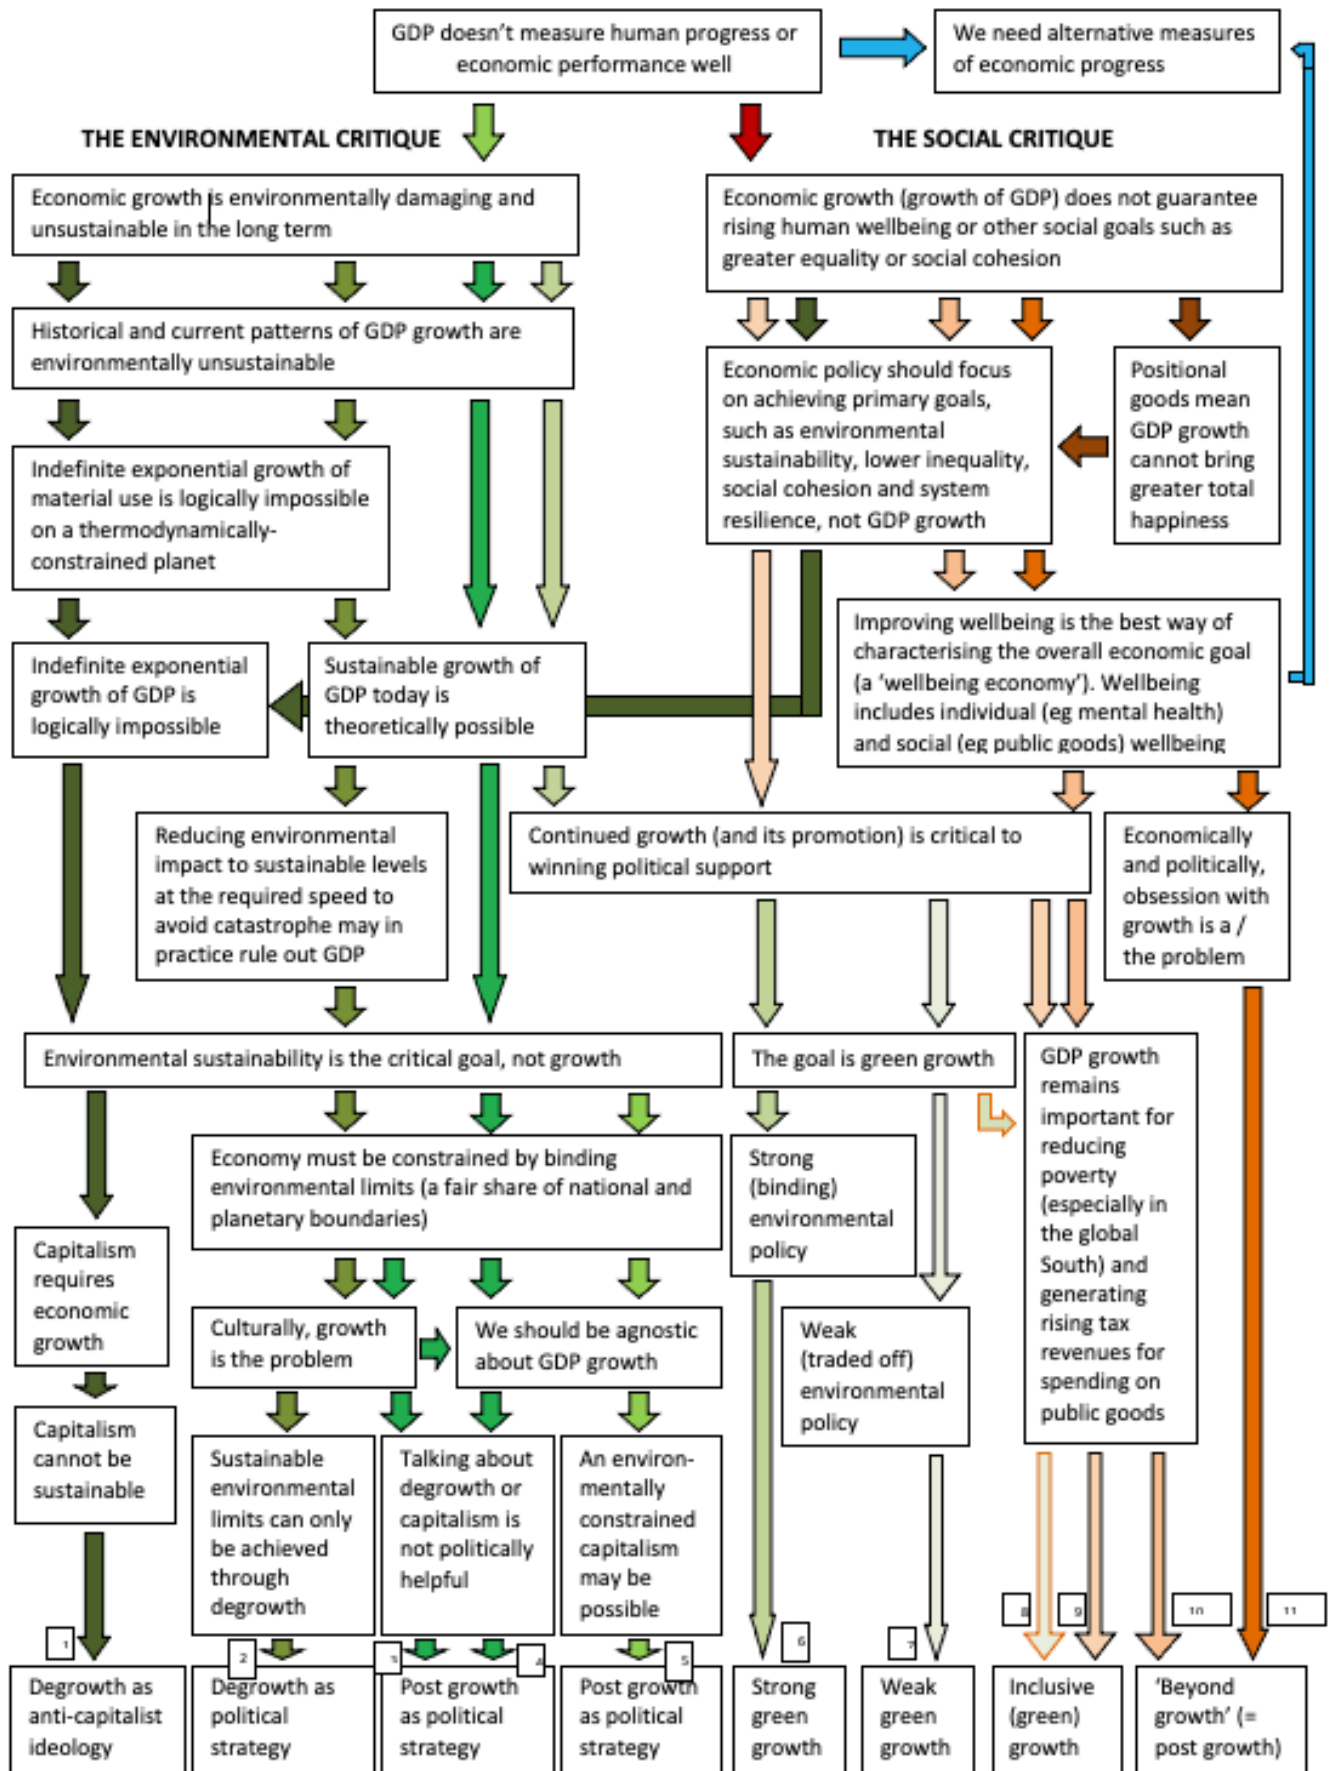 GDP doesn't measure human progress or
economic performance well
We need alternative measures
of economic progress
THE ENVIRONMENTAL CRITIQUE
THE SOCIAL CRITIQUE
Economic growth is environmentally damaging and
unsustainable in the long term
Economic growth (growth of GDP) does not guarantee
rising human wellbeing or other social goals such as
greater equality or social cohesion
Historical and current patterns of GDP growth are
environmentally unsustainable
Economic policy should focus
on achieving primary goals,
such as environmental
sustainability, lower inequality,
social cohesion and system
resilience, not GDP growth
Positional
goods mean
GDP growth
cannot bring
greater total
happiness
Indefinite exponential growth of
material use is logically impossible
on a thermodynamically-
constrained planet
Improving wellbeing is the best way of
characterising the overall economic goal
(a 'wellbeing economy'). Wellbeing
includes individual (eg mental health)
and social (eg public goods) wellbeing
Indefinite exponential
growth of GDP is
logically impossible
Sustainable growth of
GDP today is
theoretically possible
Reducing environmental
impact to sustainable levels
at the required speed to
avoid catastrophe may in
practice rule out GDP
Continued growth (and its promotion) is critical to
winning political support
Economically
and politically,
obsession with
growth is a /
the problem
Environmental sustainability is the critical goal, not growth
The goal is green growth
GDP growth
remains
important for
reducing
poverty
(especially in
the global
South) and
generating
rising tax
revenues for
spending on
public goods
Economy must be constrained by binding
environmental limits (a fair share of national and
planetary boundaries)
Strong
(binding)
environmental
policy
Capitalism
requires
economic
growth
Culturally, growth
is the problem
We should be agnostic
about GDP growth
Weak
(traded off)
environmental
policy
Capitalism
cannot be
sustainable
Sustainable
environmental
limits can only
be achieved
through
degrowth
Talking about
degrowth or
capitalism is
not politically
helpful
An environ-
mentally
constrained
capitalism
may be
possible
1
2
3
4
5
6
7
8
9
10
11
Degrowth as
anti-capitalist
ideology
Degrowth as
political
strategy
Post growth
as political
strategy
Post growth
as political
strategy
Strong
green
growth
Weak
green
growth
Inclusive
(green)
growth
'Beyond
growth' (=
post growth)